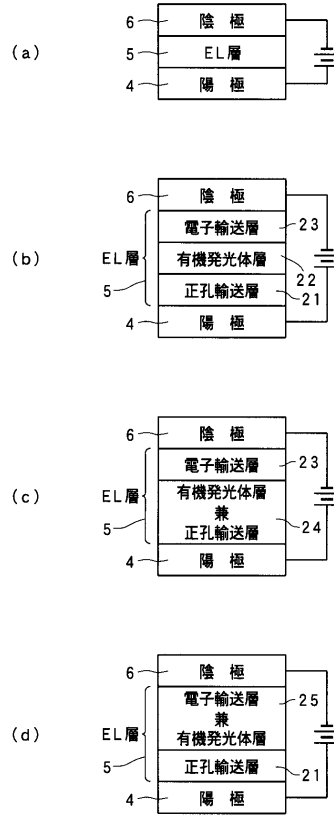 (a)
6
陰 極
5
EL層
4
陽 極
(b)
6
陰 極
EL層
5
電子輸送層
23
有機発光体層
22
正孔輸送層
21
4
陽 極
(c)
6
陰 極
EL層
5
電子輸送層
23
有機発光体層
兼
正孔輸送層
24
4
陽 極
(d)
6
陰 極
EL層
5
電子輸送層
兼
有機発光体層
25
正孔輸送層
21
4
陽 極